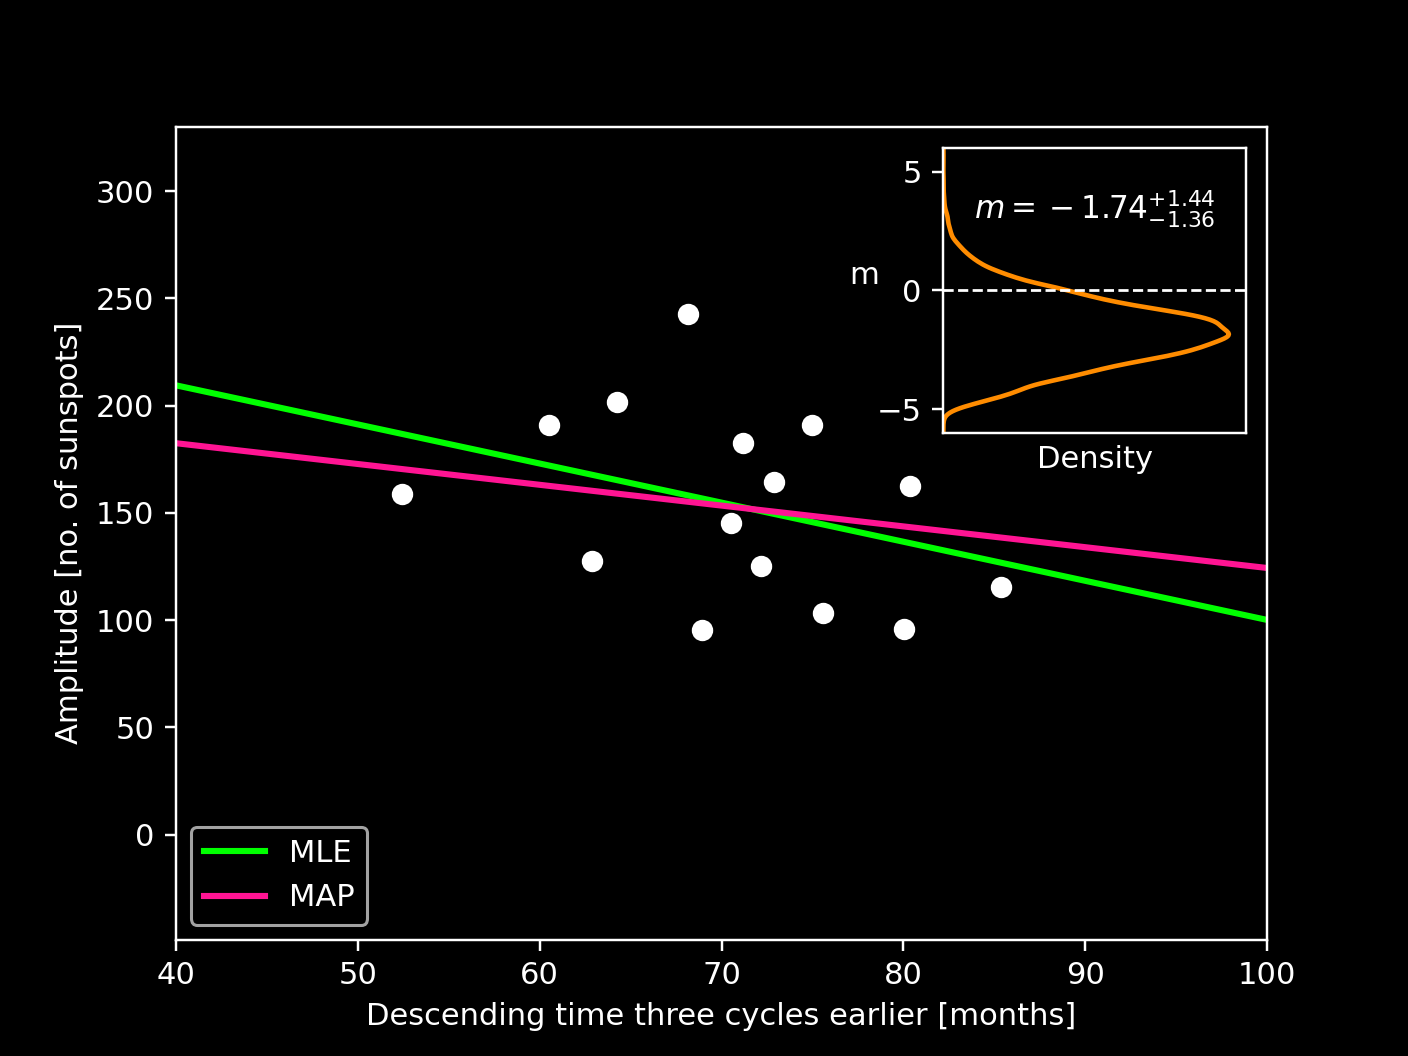 300
250
200
150
100
50
0
Amplitude [no. of sunspots]
5
0
−5
m
m = −1.74+1.44−1.36
Density
MLE
MAP
40 50 60 70 80 90 100
Descending time three cycles earlier [months]